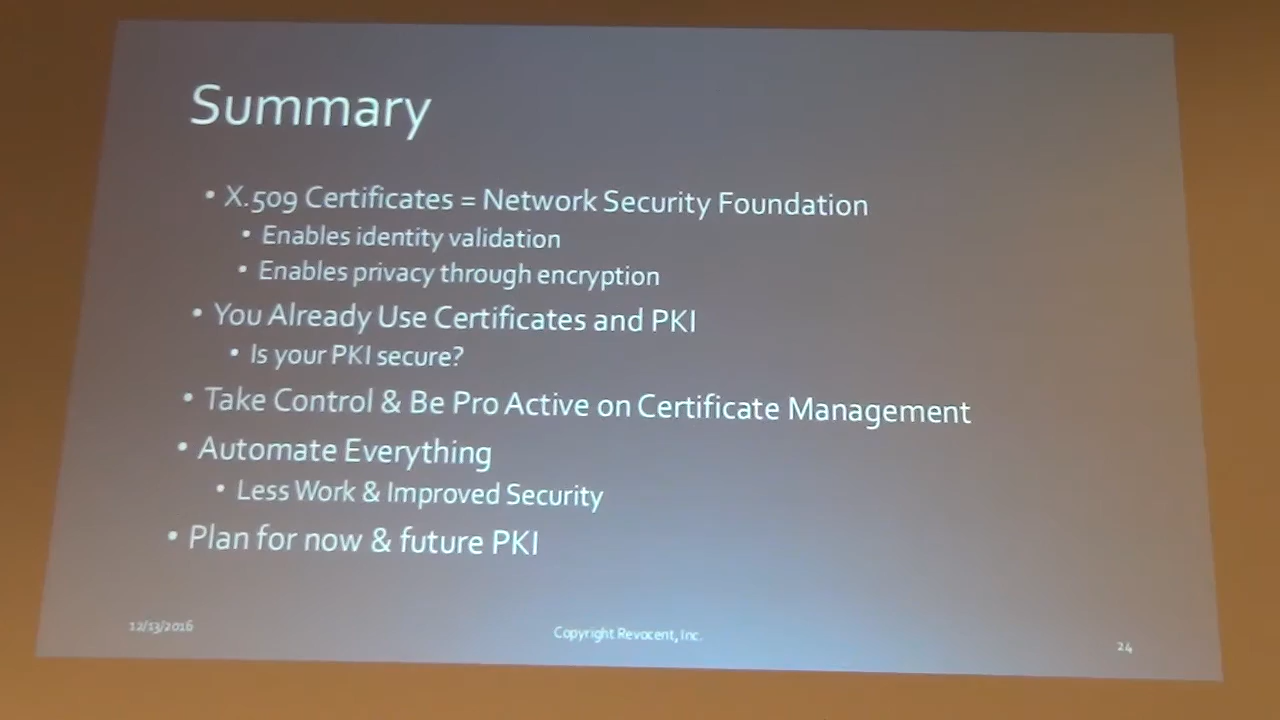 Summary
• X.509 Certificates = Network Security Foundation
• Enables identity validation
• Enables privacy through encryption
• You Already Use Certificates and PKI
• Is your PKI secure?
• Take Control & Be Pro Active on Certificate Management
• Automate Everything
• Less Work & Improved Security
• Plan for now & future PKI
12/13/2016
Copyright Revocent, Inc.
24